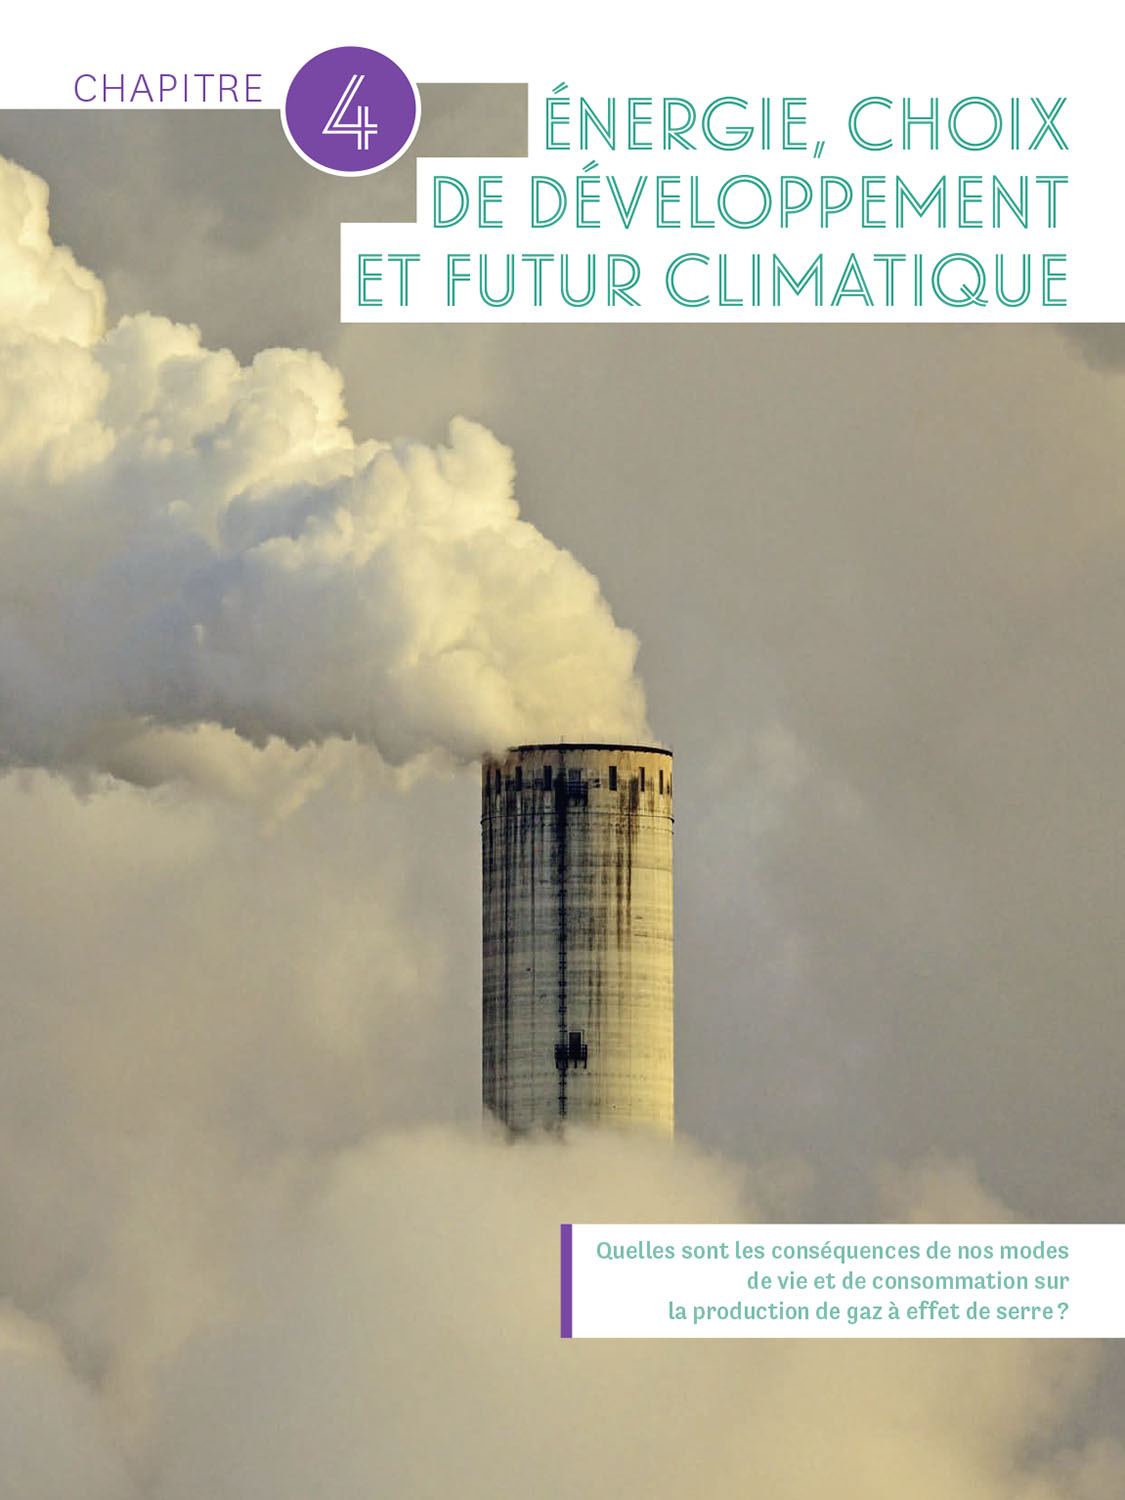 CHAPITRE 4
ÉNERGIE, CHOIX
DE DÉVELOPPEMENT
ET FUTUR CLIMATIQUE
Quelles sont les conséquences de nos modes
de vie et de consommation sur
la production de gaz à effet de serre ?